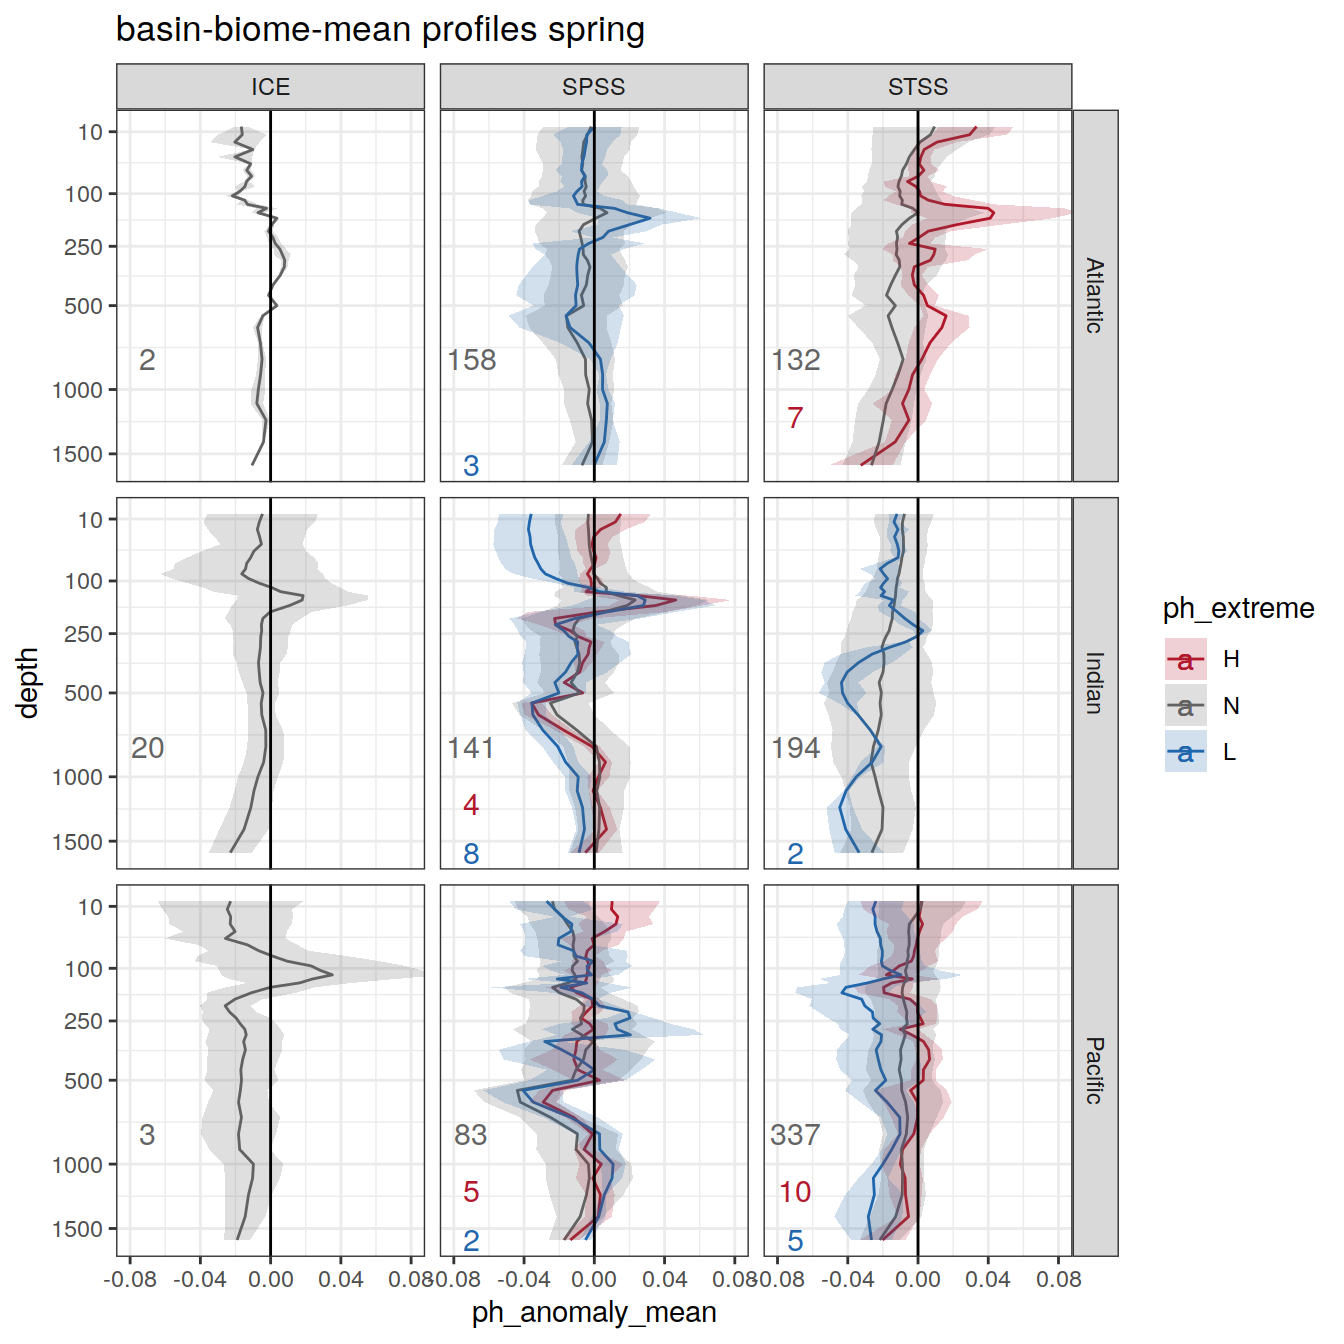 basin-biome-mean profiles spring
ICE SPSS STSS
10
100
250
500
1000
1500
2
158
3
132
7
Atlantic
10
100
250
500
1000
1500
20
141
4
8
194
2
Indian
10
100
250
500
1000
1500
3
83
5
2
337
10
5
Pacific
-0.08 -0.04 0.00 0.04 0.08
-0.08 -0.04 0.00 0.04 0.08
-0.08 -0.04 0.00 0.04 0.08
ph_anomaly_mean
depth
ph_extreme
a H
a N
a L